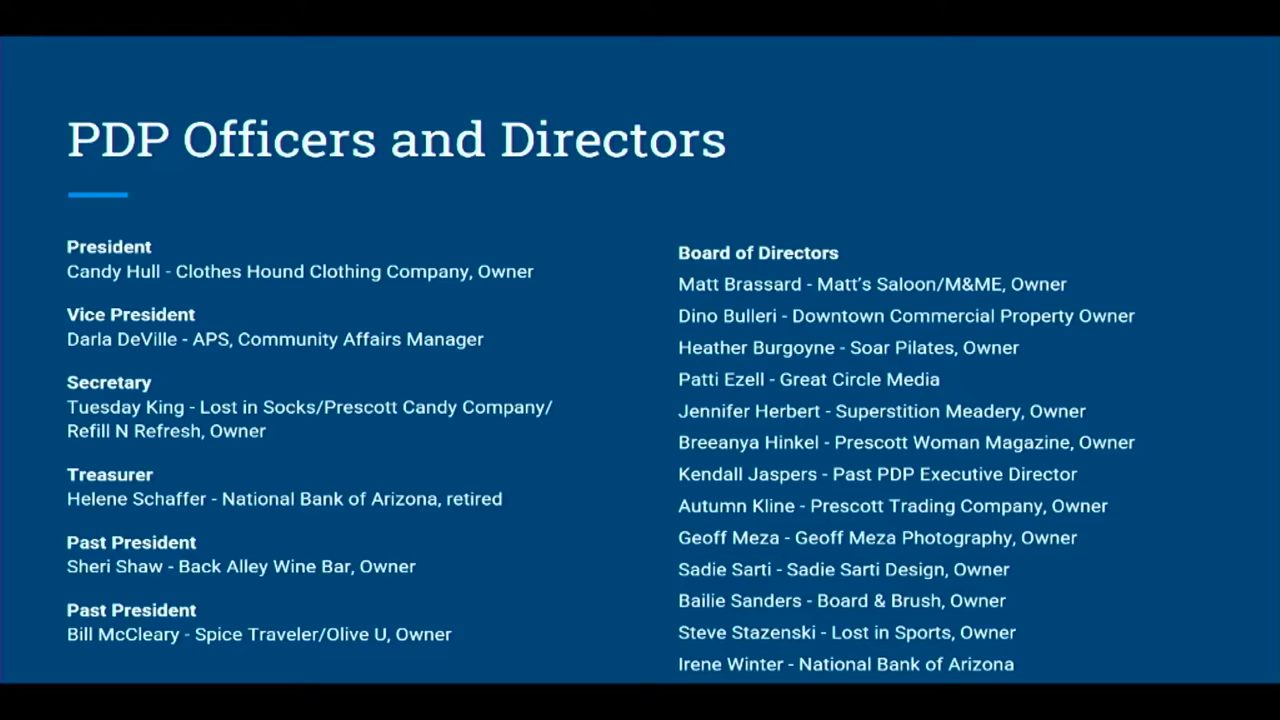 PDP Officers and Directors
President
Candy Hull - Clothes Hound Clothing Company, Owner
Vice President
Darla DeVille - APS, Community Affairs Manager
Secretary
Tuesday King - Lost in Socks/Prescott Candy Company/
Refill N Refresh, Owner
Treasurer
Helene Schaffer - National Bank of Arizona, retired
Past President
Sheri Shaw - Back Alley Wine Bar, Owner
Past President
Bill McCleary - Spice Traveler/Olive U, Owner
Board of Directors
Matt Brassard - Matt’s Saloon/M&ME, Owner
Dino Bulleri - Downtown Commercial Property Owner
Heather Burgoyne - Soar Pilates, Owner
Patti Ezell - Great Circle Media
Jennifer Herbert - Superstition Meadery, Owner
Breeanya Hinkel - Prescott Woman Magazine, Owner
Kendall Jaspers - Past PDP Executive Director
Autumn Kline - Prescott Trading Company, Owner
Geoff Meza - Geoff Meza Photography, Owner
Sadie Sarti - Sadie Sarti Design, Owner
Bailie Sanders - Board & Brush, Owner
Steve Stazenski - Lost in Sports, Owner
Irene Winter - National Bank of Arizona